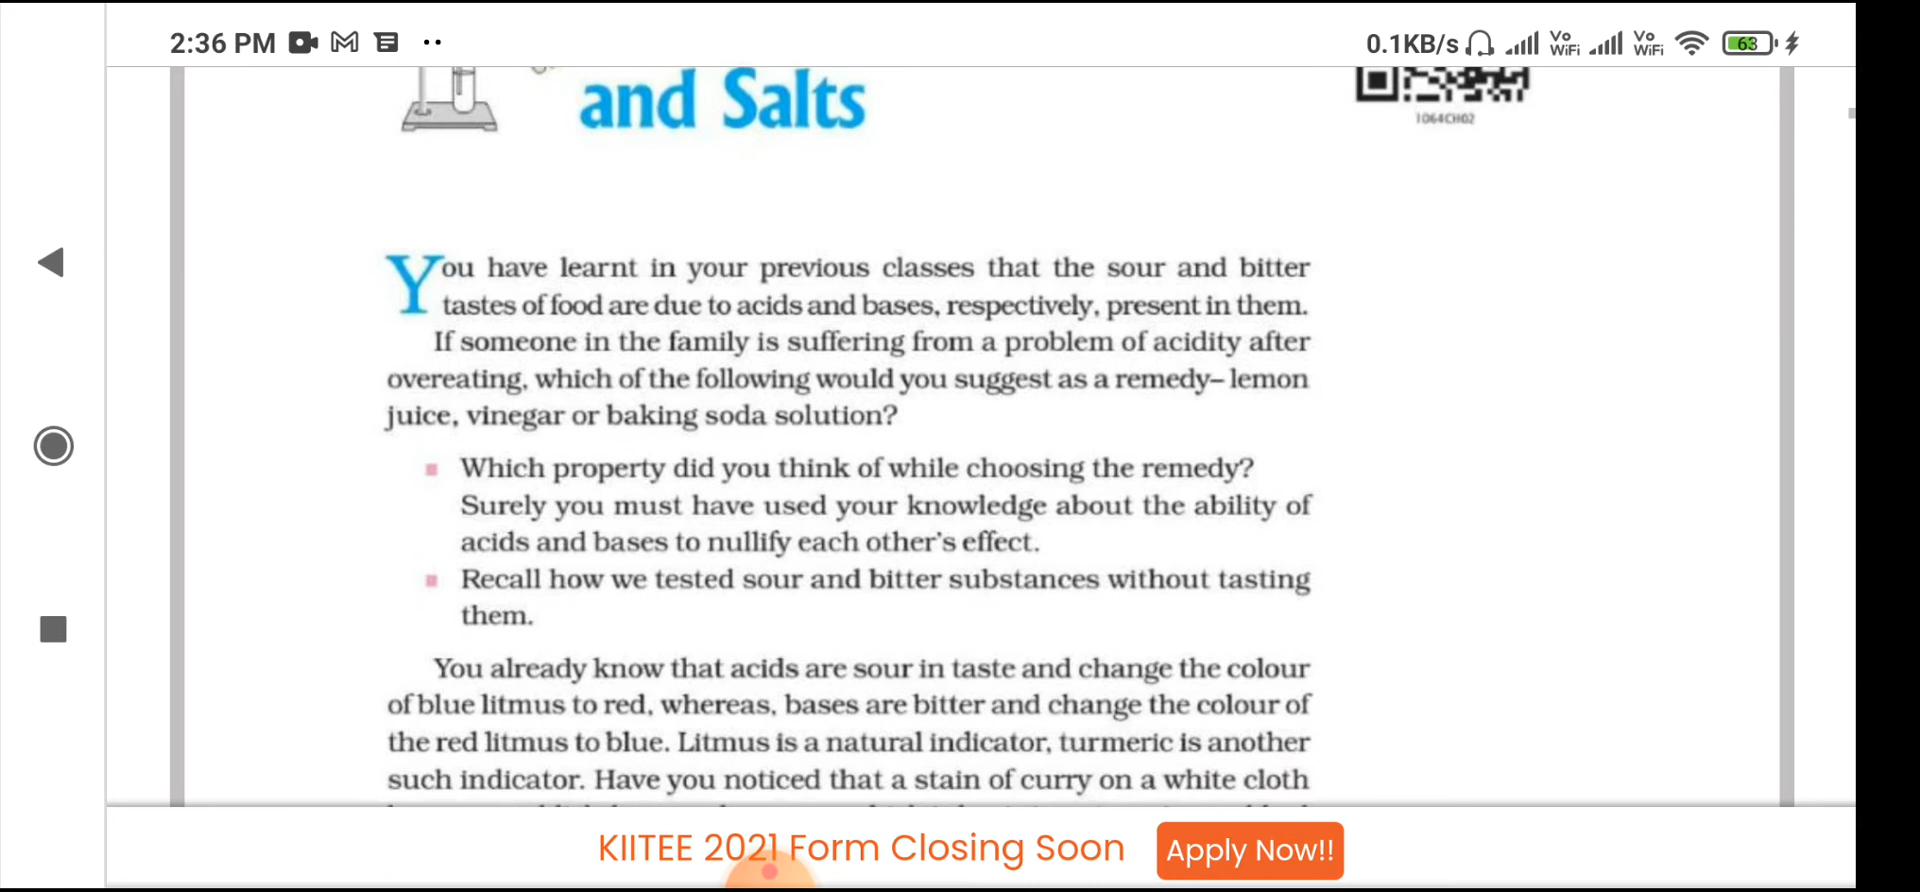 2:36 PM
0.1KB/s Vo WiFi Vo WiFi 63
and Salts
1064CH02
You have learnt in your previous classes that the sour and bitter
tastes of food are due to acids and bases, respectively, present in them.
If someone in the family is suffering from a problem of acidity after
overeating, which of the following would you suggest as a remedy– lemon
juice, vinegar or baking soda solution?
Which property did you think of while choosing the remedy?
Surely you must have used your knowledge about the ability of
acids and bases to nullify each other's effect.
Recall how we tested sour and bitter substances without tasting
them.
You already know that acids are sour in taste and change the colour
of blue litmus to red, whereas, bases are bitter and change the colour of
the red litmus to blue. Litmus is a natural indicator, turmeric is another
such indicator. Have you noticed that a stain of curry on a white cloth
KIITEE 2021 Form Closing Soon
Apply Now!!